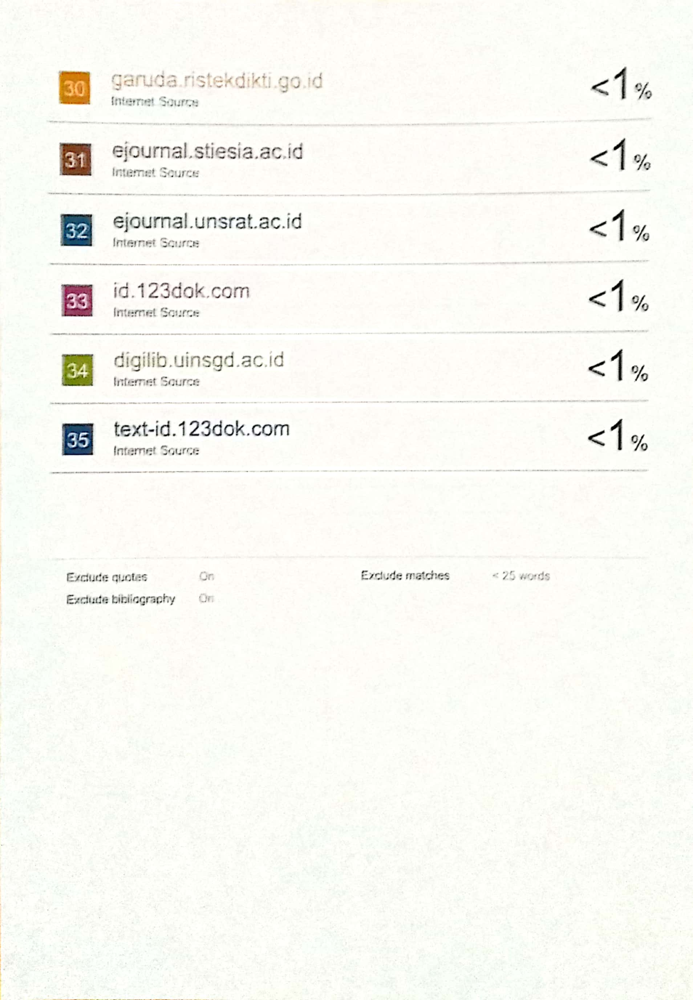 30 garuda.ristekdikti.go.id <1%
Internet Source
31 ejournal.stiesia.ac.id <1%
Internet Source
32 ejournal.unsrat.ac.id <1%
Internet Source
33 id.123dok.com <1%
Internet Source
34 digilib.uinsgd.ac.id <1%
Internet Source
35 text-id.123dok.com <1%
Internet Source
Exclude quotes On Exclude matches < 25 words
Exclude bibliography On